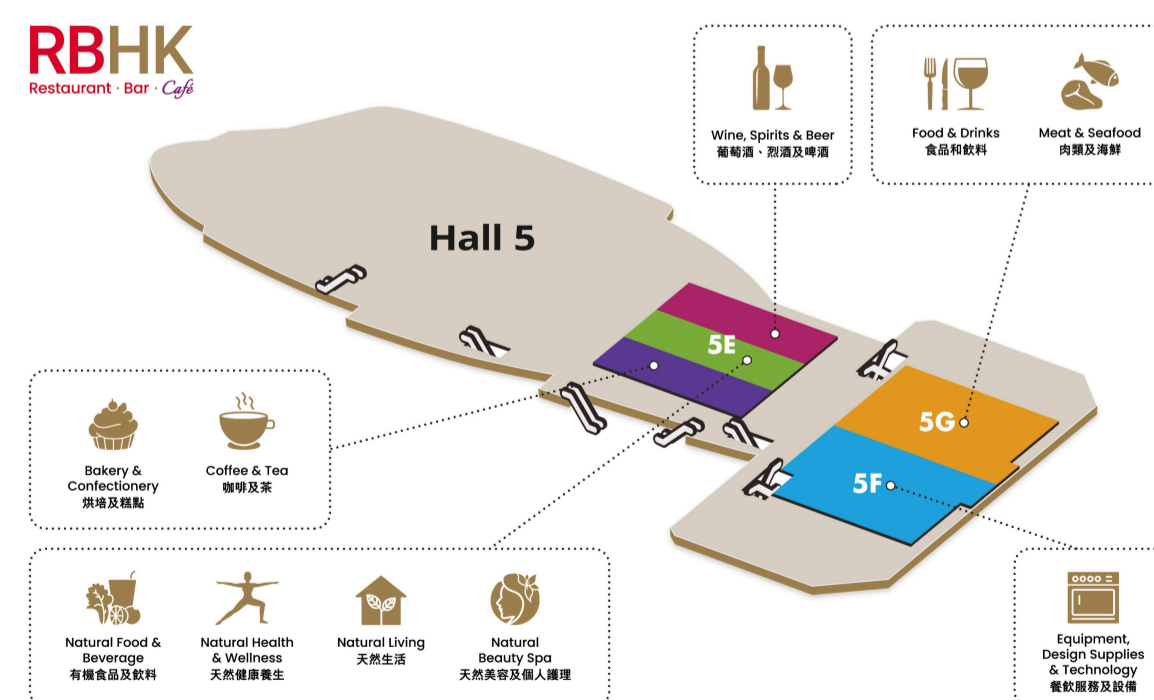 RBHK
Restaurant · Bar · Café
Wine, Spirits & Beer
葡萄酒、烈酒及啤酒
Food & Drinks
食品和飲料
Meat & Seafood
肉類及海鮮
Hall 5
5E
5G
5F
Bakery &
Confectionery
烘焙及糕點
Coffee & Tea
咖啡及茶
Natural Food &
Beverage
有機食品及飲料
Natural Health
& Wellness
天然健康養生
Natural Living
天然生活
Natural
Beauty Spa
天然美容及個人護理
Equipment,
Design Supplies
& Technology
餐飲服務及設備